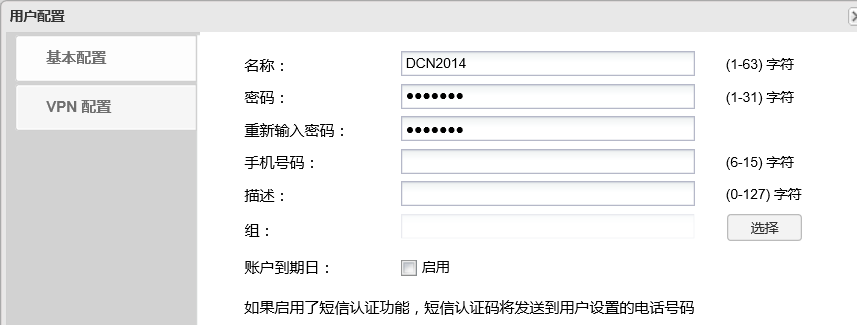 用户配置
基本配置
VPN 配置
名称： DCN2014 (1-63) 字符
密码： ●●●●●●● (1-31) 字符
重新输入密码： ●●●●●●●
手机号码： (6-15) 字符
描述： (0-127) 字符
组： 选择
账户到期日： 启用
如果启用了短信认证功能，短信认证码将发送到用户设置的电话号码